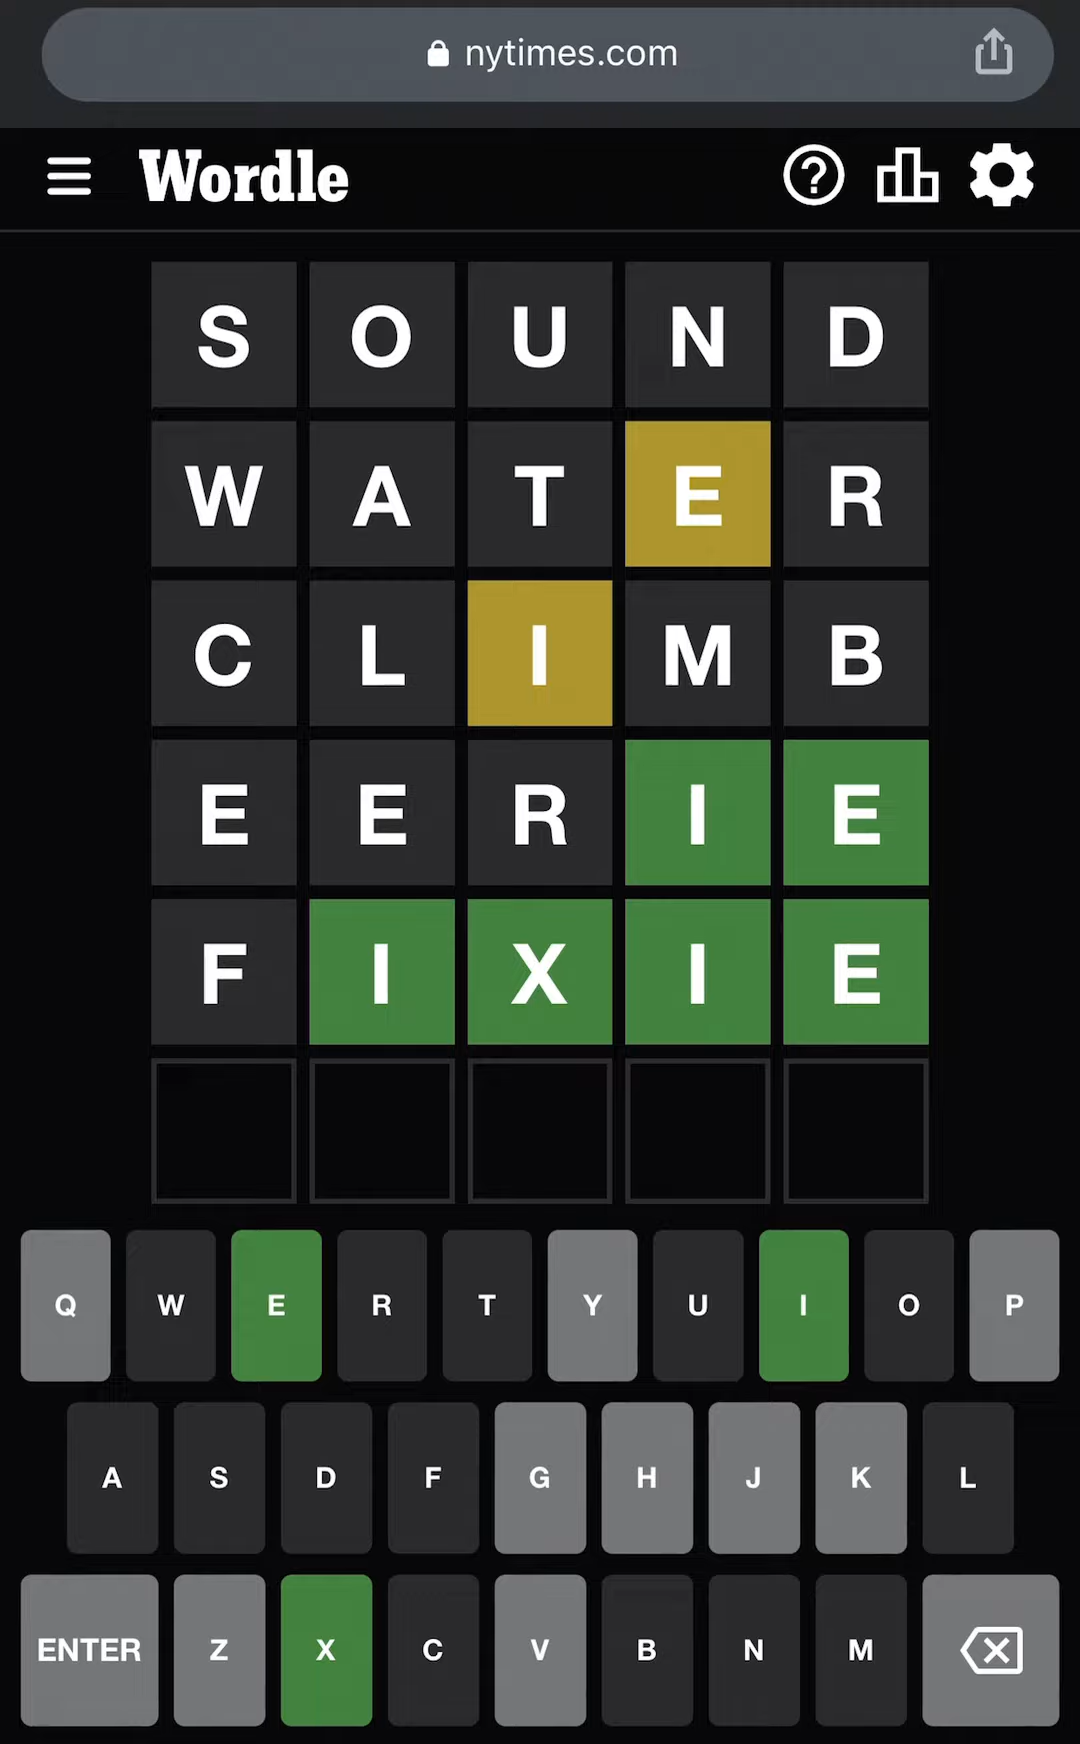 nytimes.com
Wordle
SOUND
WATER
CLIMB
EERIE
FIXIE
Q W E R T Y U I O P
A S D F G H J K L
ENTER Z X C V B N M